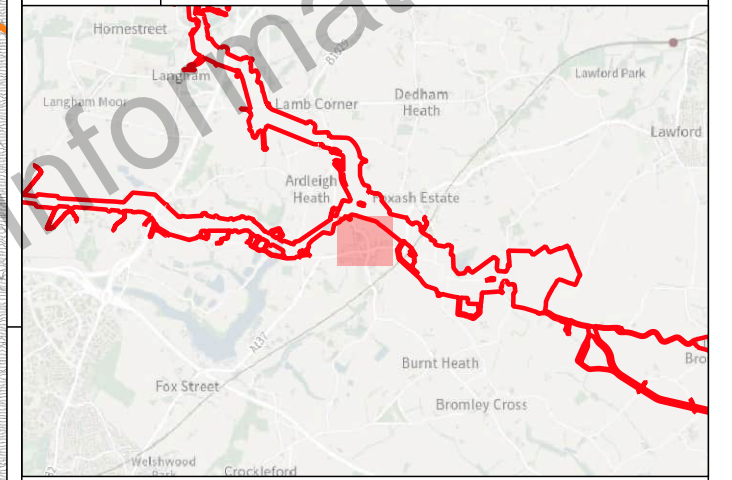 Homestreet
B1029
Lawford Park
Langham
Langham Moor
Lamb Corner
Dedham
Heath
Lawford
Informat
Ardleigh
Heath
Foxash Estate
A137
Burnt Heath
Fox Street
Bromley Cross
Bro
Welshwood
Park
Crockleford